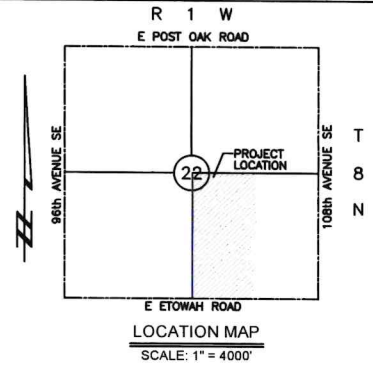 R 1 W
E POST OAK ROAD
96th AVENUE SE
22
PROJECT
LOCATION
108th AVENUE SE
T
8
N
E ETOWAH ROAD
LOCATION MAP
SCALE: 1" = 4000'